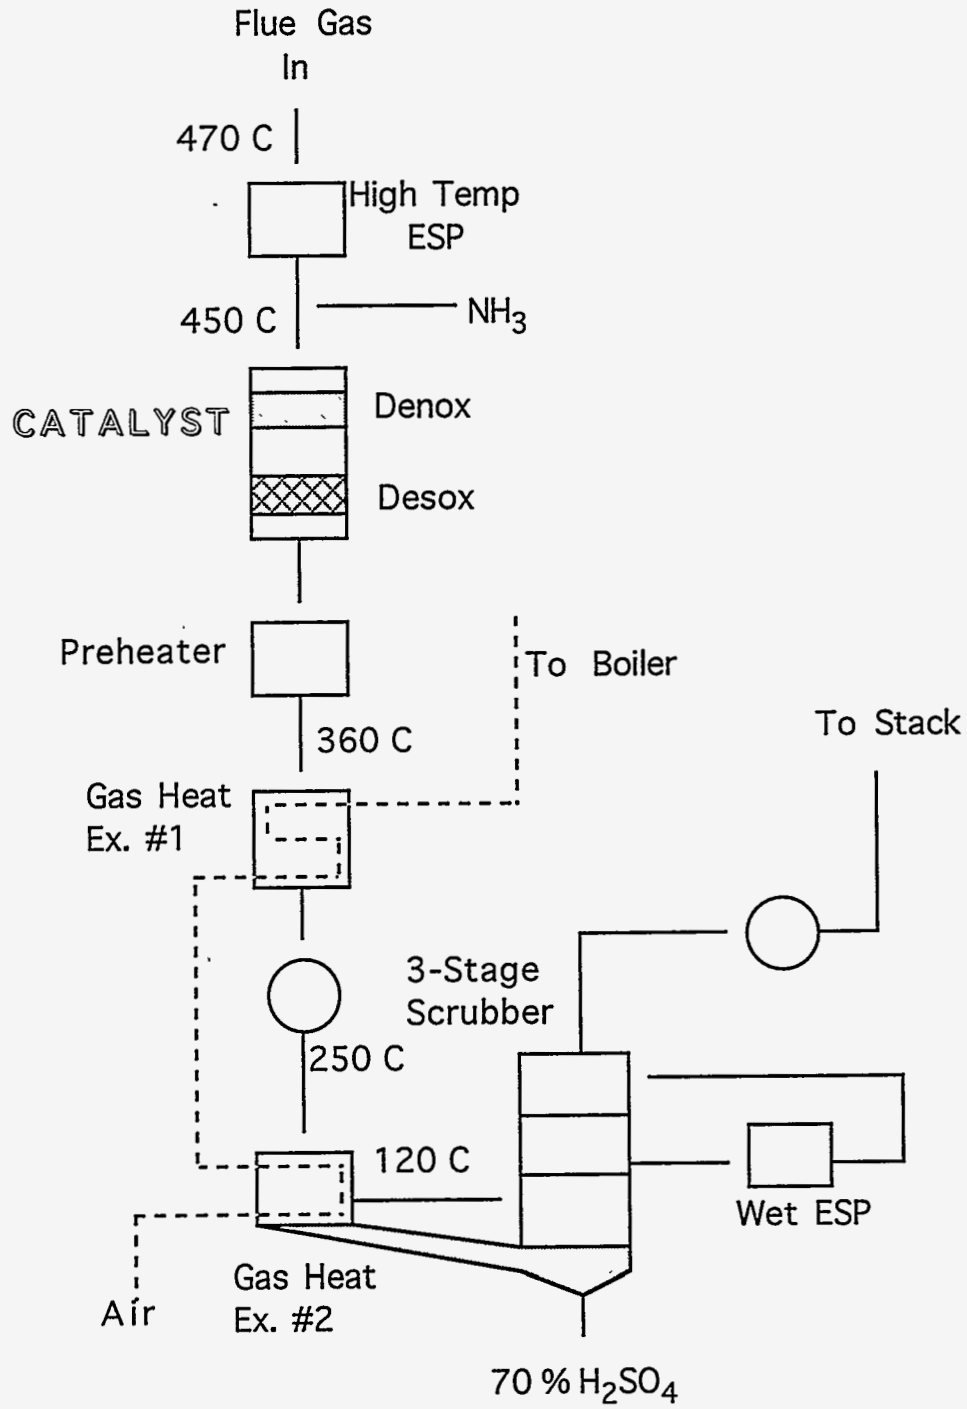 Flue Gas
In
470 C
High Temp
ESP
450 C
NH₃
CATALYST
Denox
Desox
Preheater
To Boiler
360 C
To Stack
Gas Heat
Ex. #1
3-Stage
Scrubber
250 C
120 C
Wet ESP
Gas Heat
Ex. #2
Air
70 % H₂SO₄